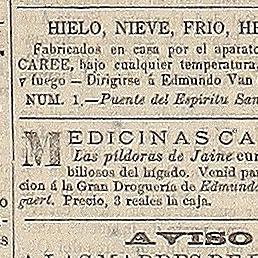 HIELO, NIEVE, FRIO, HE
Fabricados en casa por el aparato
CAREE, bajo cualquier temperatura,
y fuego — Dirigirse á Edmundo Van
NUM. 1.—Puente del Espíritu San
MEDICINAS CA
Las píldoras de Jaine cur
biliosos del hígado. Venid par
cion á la Gran Droguería de Edmundo
gaert. Precio, 3 reales la caja.
AVISO